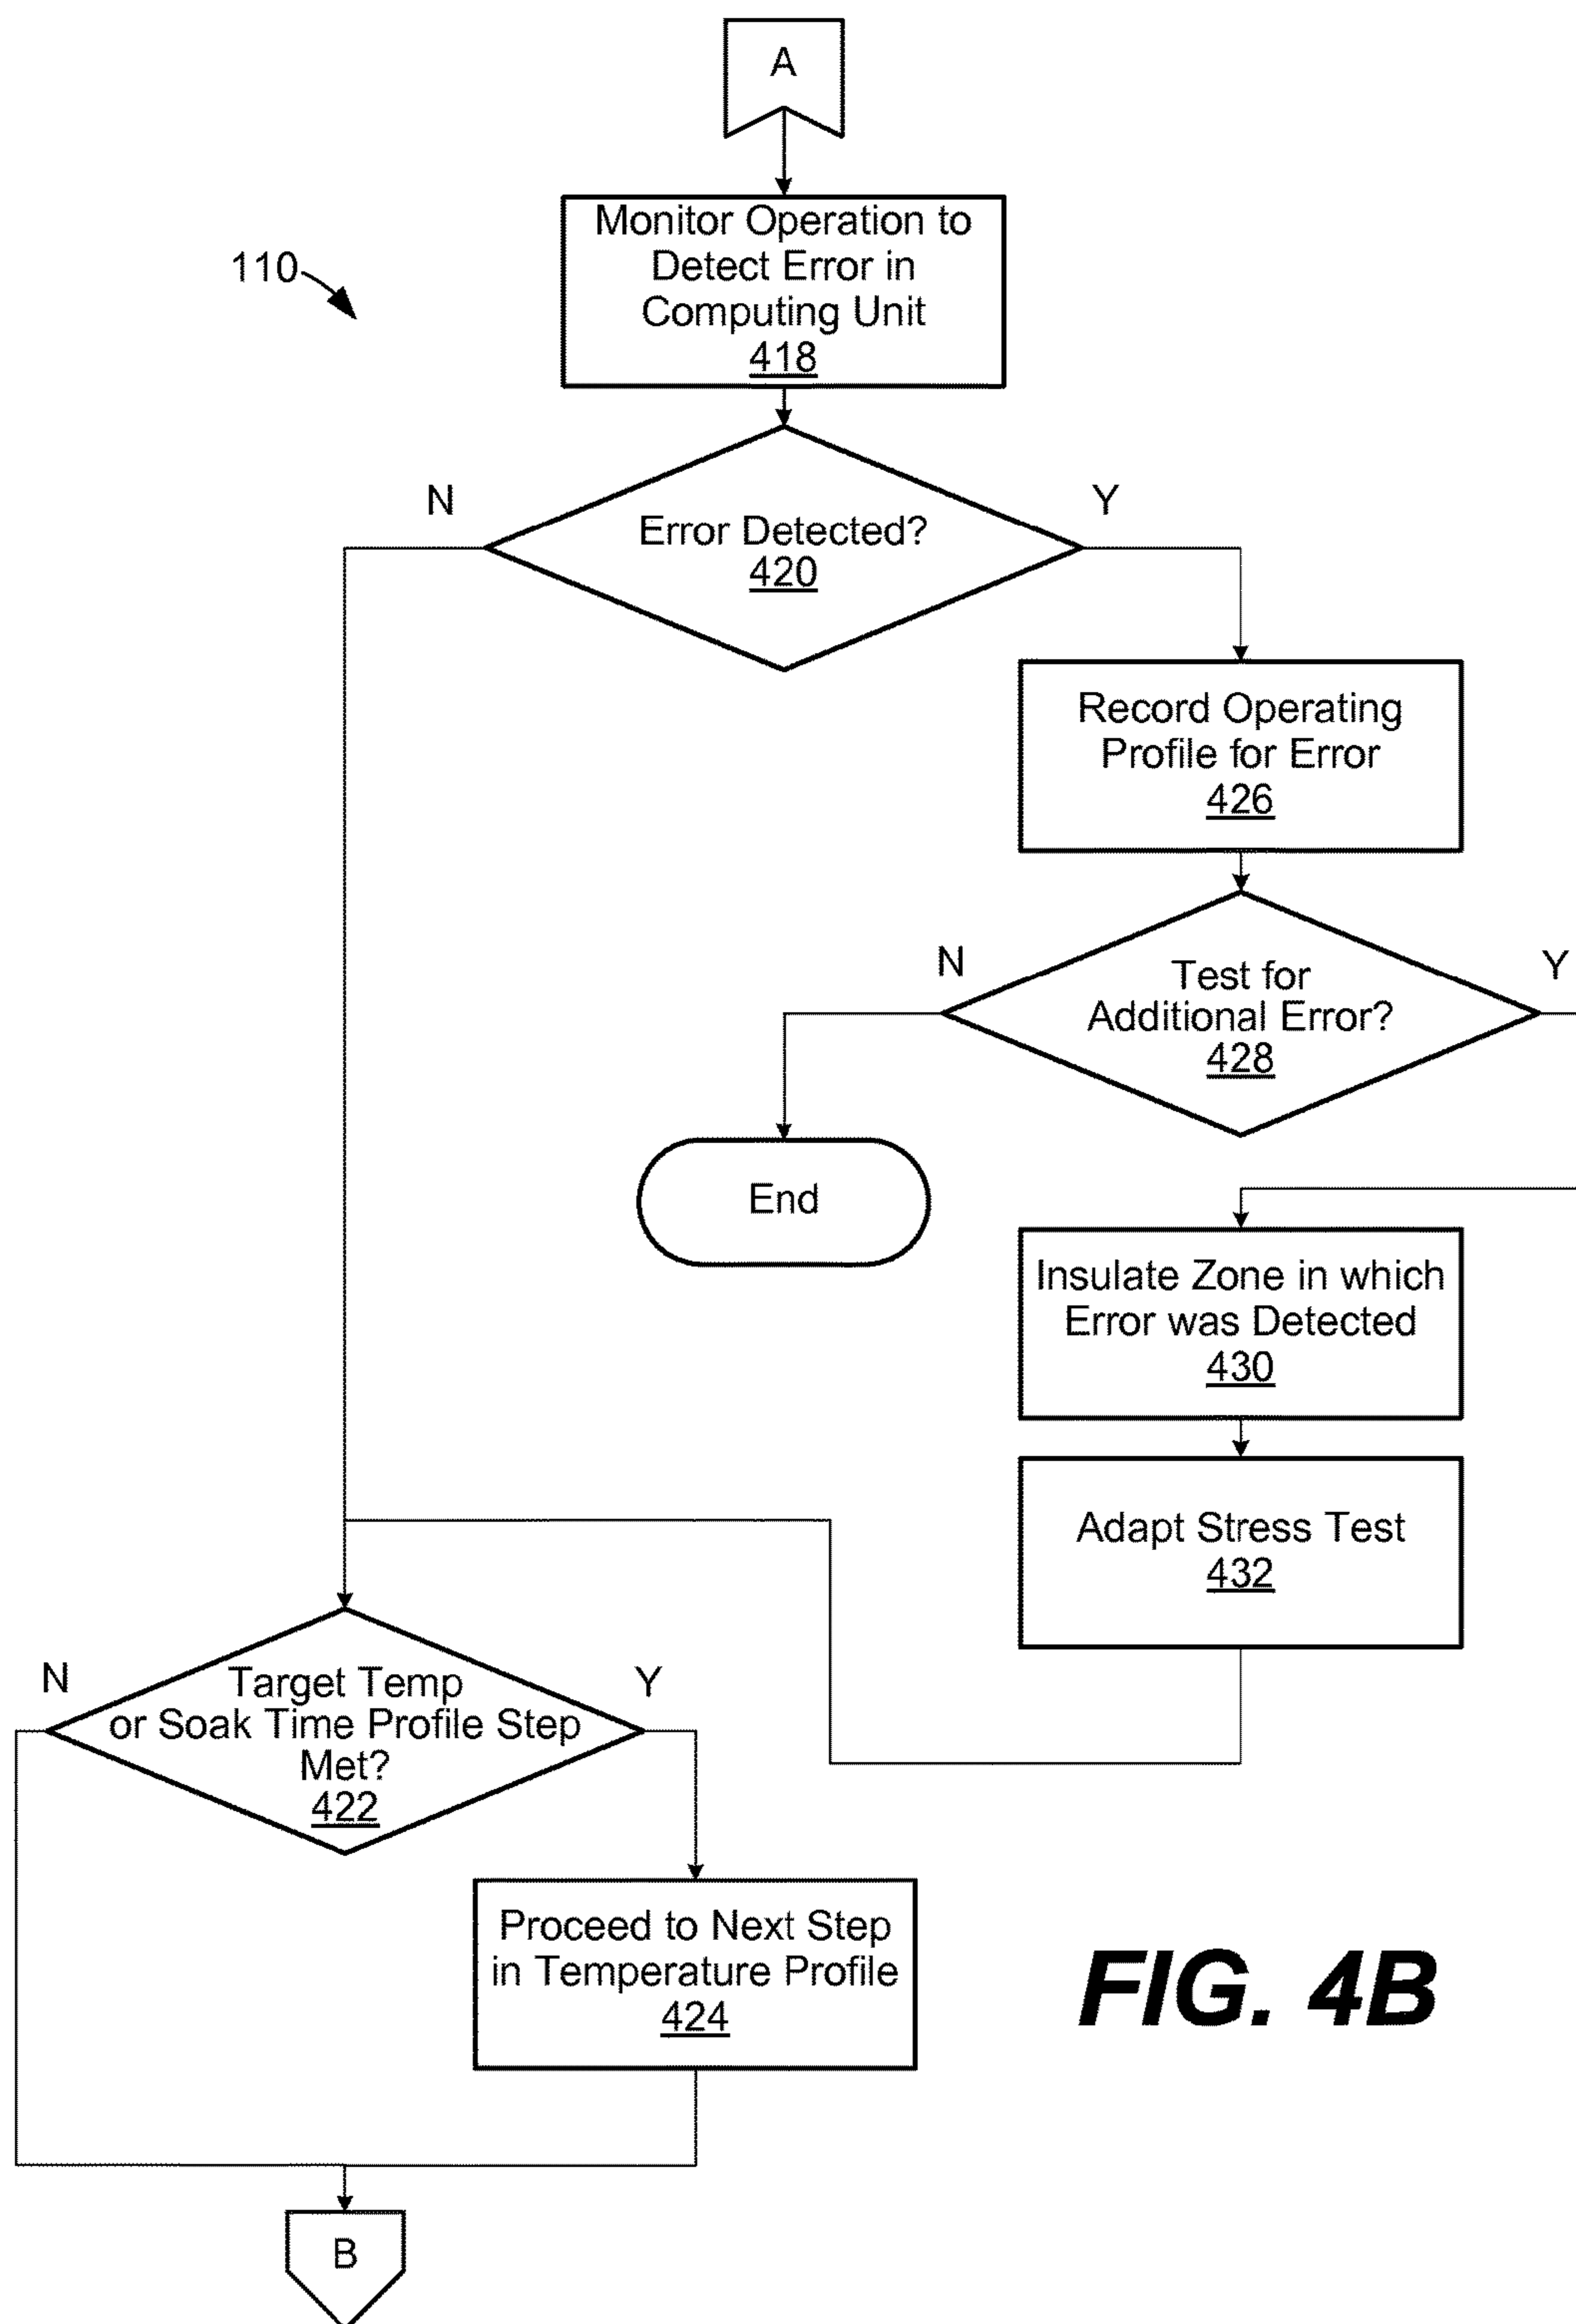 A
110
Monitor Operation to
Detect Error in
Computing Unit
418
N
Y
Error Detected?
420
Record Operating
Profile for Error
426
N
Y
Test for
Additional Error?
428
End
Insulate Zone in which
Error was Detected
430
Adapt Stress Test
432
N
Y
Target Temp
or Soak Time Profile Step
Met?
422
Proceed to Next Step
in Temperature Profile
424
FIG. 4B
B